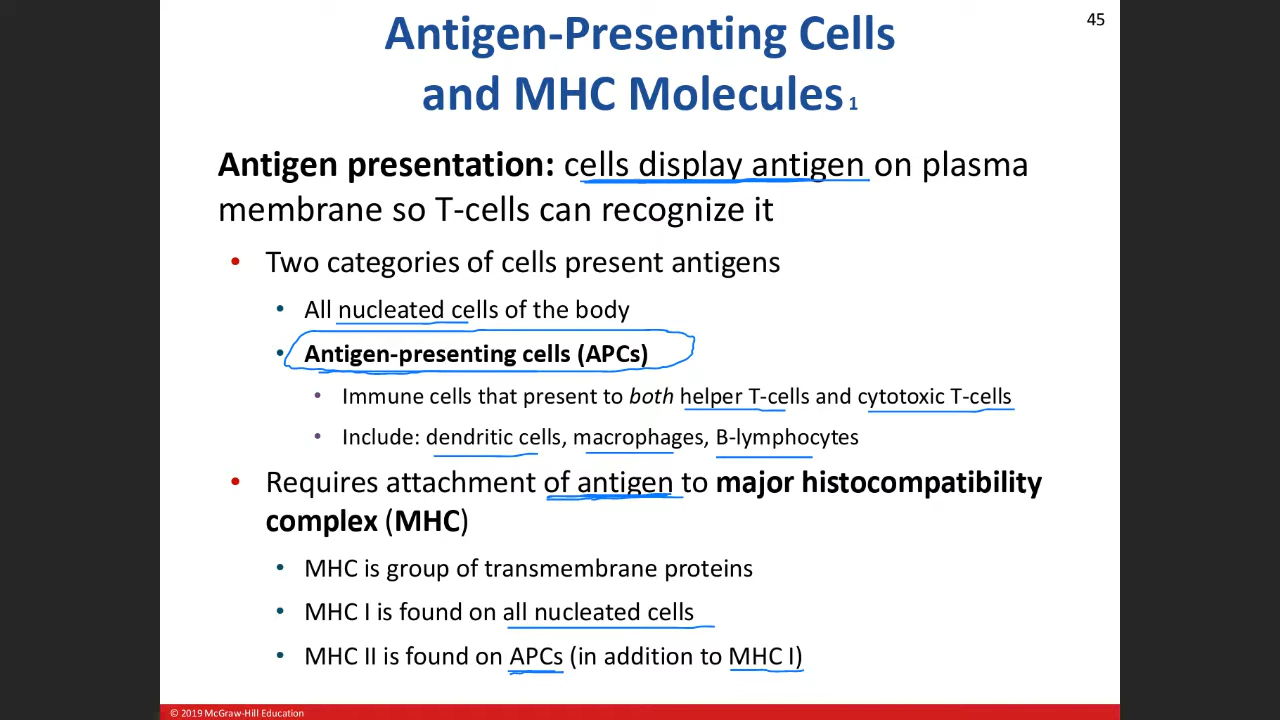 45
Antigen-Presenting Cells
and MHC Molecules 1
Antigen presentation: cells display antigen on plasma
membrane so T-cells can recognize it
• Two categories of cells present antigens
• All nucleated cells of the body
• Antigen-presenting cells (APCs)
• Immune cells that present to both helper T-cells and cytotoxic T-cells
• Include: dendritic cells, macrophages, B-lymphocytes
• Requires attachment of antigen to major histocompatibility
complex (MHC)
• MHC is group of transmembrane proteins
• MHC I is found on all nucleated cells
• MHC II is found on APCs (in addition to MHC I)
© 2019 McGraw-Hill Education